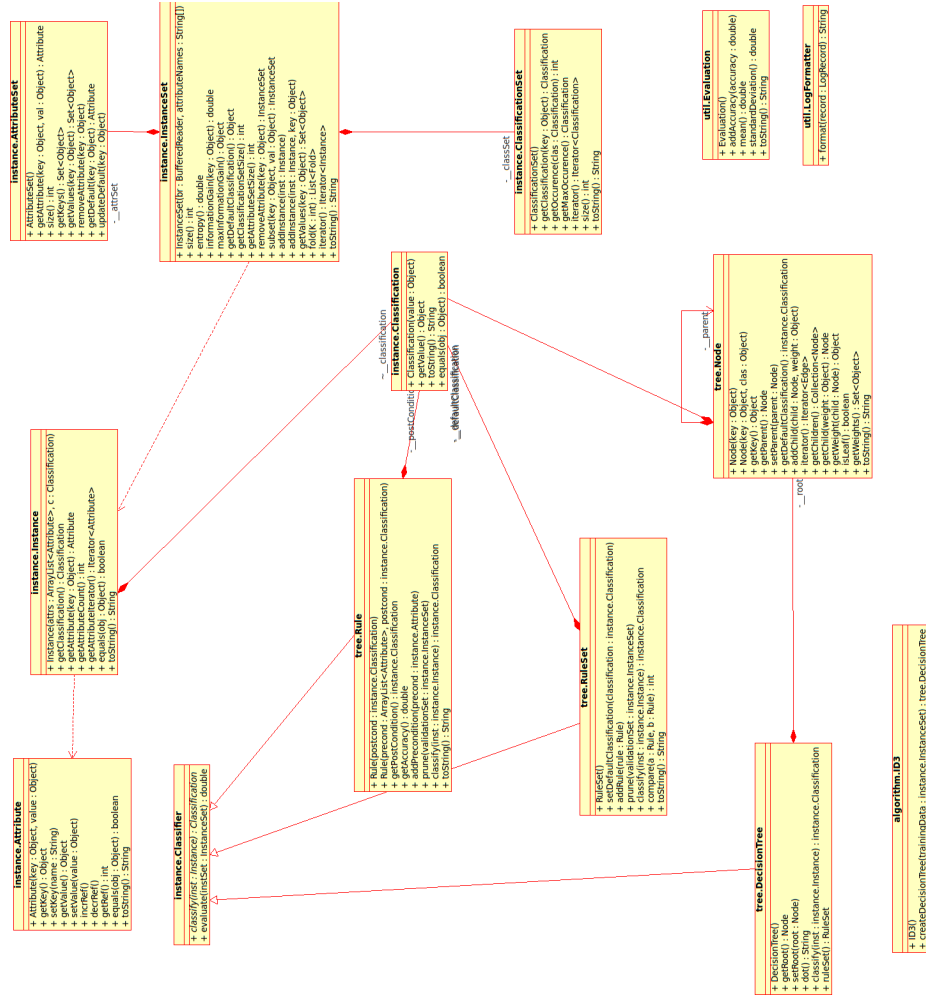 instance.AttributeSet
+ AttributeSet()
+ getAttribute(key : Object, val : Object) : Attribute
+ size() : int
+ getKeys() : Set<Object>
+ getValues(key : Object) : Set<Object>
+ removeAttribute(key : Object)
+ getDefault(key : Object) : Attribute
+ updateDefault(key : Object)
-__attrSet
instance.InstanceSet
+ InstanceSet(br : BufferedReader, attributeNames : String[])
+ size() : int
+ entropy() : double
+ informationGain(key : Object) : double
+ maxInformationGain() : Object
+ getDefaultClassification() : Object
+ getClassificationSetSize() : int
+ getAttributeSetSize() : int
+ removeAttribute(key : Object) : InstanceSet
+ subset(key : Object, val : Object) : InstanceSet
+ addInstance(inst : Instance)
+ addInstance(inst : Instance, key : Object)
+ getValues(key : Object) : Set<Object>
+ fold(K : int) : List<Fold>
+ iterator() : Iterator<Instance>
+ toString() : String
-__classSet
instance.ClassificationSet
+ ClassificationSet()
+ getClassification(key : Object) : Classification
+ getOccurence(clas : Classification) : int
+ getMaxOccurence() : Classification
+ iterator() : Iterator<Classification>
+ size() : int
+ toString() : String
util.Evaluation
+ Evaluation()
+ addAccuracy(accuracy : double)
+ mean() : double
+ standardDeviation() : double
+ toString() : String
util.LogFormatter
+ format(record : LogRecord) : String
~__classification
instance.Classification
+ Classification(value : Object)
+ getValue() : Object
+ toString() : String
+ equals(obj : Object) : boolean
-__defaultClassification
-__parent
tree.Node
+ Node(key : Object)
+ Node(key : Object, clas : Object)
+ getKey() : Object
+ getParent() : Node
+ setParent(parent : Node)
+ getDefaultClassification() : instance.Classification
+ addChild(child : Node, weight : Object)
+ iterator() : Iterator<Edge>
+ getChildren() : Collection<Node>
+ getChild(weight : Object) : Node
+ getWeight(child : Node) : Object
+ isLeaf() : boolean
+ getWeights() : Set<Object>
+ toString() : String
-__root
instance.Instance
+ Instance(attrs : ArrayList<Attribute>, c : Classification)
+ getClassification() : Classification
+ getAttribute(key : Object) : Attribute
+ getAttributeCount() : int
+ getAttributeIterator() : Iterator<Attribute>
+ equals(obj : Object) : boolean
+ toString() : String
tree.Rule
+ Rule(postcond : instance.Classification)
+ Rule(precond : ArrayList<Attribute>, postcond : instance.Classification)
+ getPostCondition() : instance.Classification
+ getAccuracy() : double
+ addPrecondition(precond : instance.Attribute)
+ prune(validationSet : instance.InstanceSet)
+ classify(inst : instance.Instance) : instance.Classification
+ toString() : String
tree.RuleSet
+ RuleSet()
+ setDefaultClassification(classification : instance.Classification)
+ addRule(rule : Rule)
+ prune(validationSet : instance.InstanceSet)
+ classify(inst : instance.Instance) : instance.Classification
+ compare(a : Rule, b : Rule) : int
+ toString() : String
instance.Attribute
+ Attribute(key : Object, value : Object)
+ getKey() : Object
+ setKey(name : String)
+ getValue() : Object
+ setValue(value : Object)
+ incrRef()
+ decrRef()
+ getRef() : int
+ equals(obj : Object) : boolean
+ toString() : String
instance.Classifier
+ classify(inst : Instance) : Classification
+ evaluate(instSet : InstanceSet) : double
tree.DecisionTree
+ DecisionTree()
+ getRoot() : Node
+ setRoot(root : Node)
+ dot() : String
+ classify(inst : instance.Instance) : instance.Classification
+ ruleSet() : RuleSet
algorithm.ID3
+ ID3()
+ createDecisionTree(trainingData : instance.InstanceSet) : tree.DecisionTree